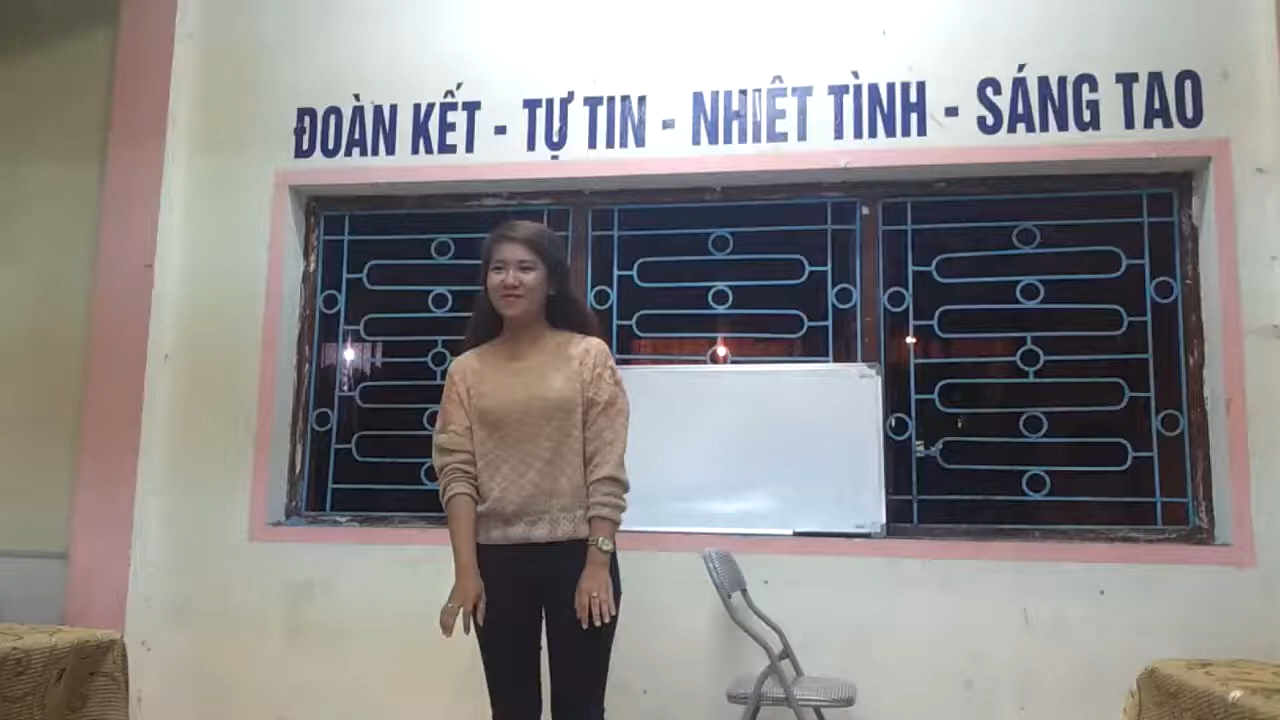 ĐOÀN KẾT - TỰ TIN - NHIÊT TÌNH - SÁNG TAO